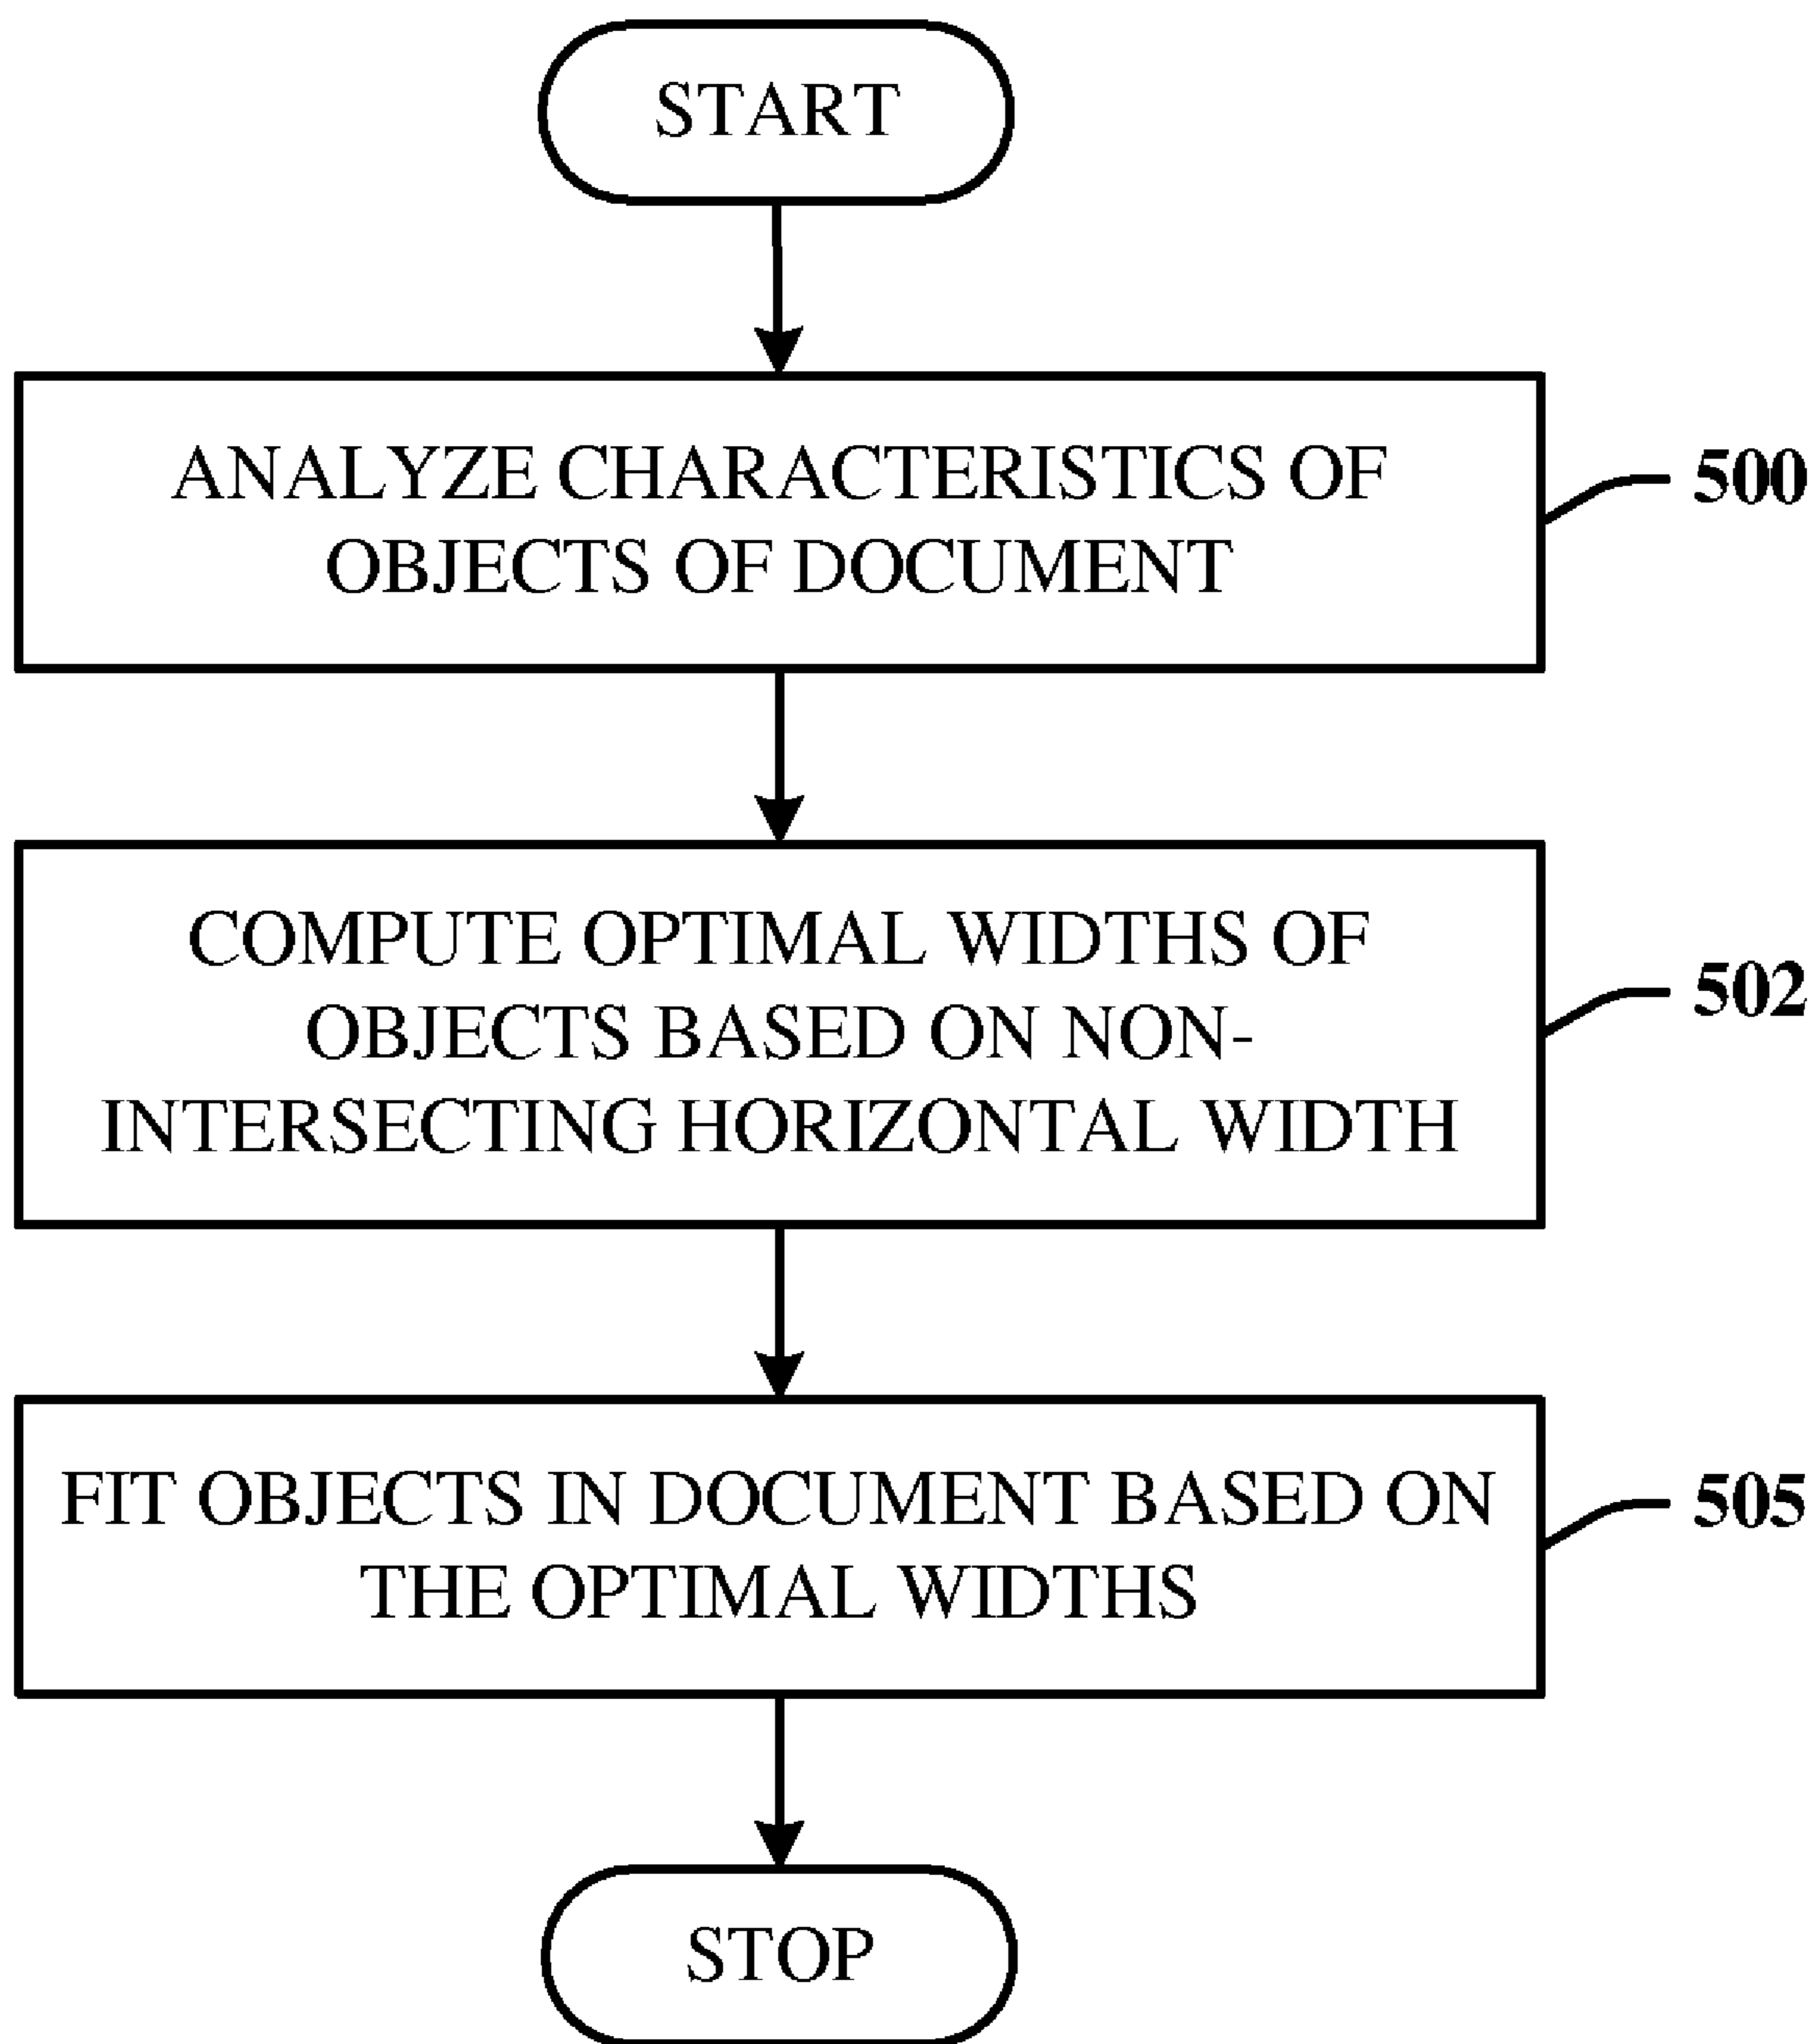 START
ANALYZE CHARACTERISTICS OF
OBJECTS OF DOCUMENT
500
COMPUTE OPTIMAL WIDTHS OF
OBJECTS BASED ON NON-
INTERSECTING HORIZONTAL WIDTH
502
FIT OBJECTS IN DOCUMENT BASED ON
THE OPTIMAL WIDTHS
505
STOP